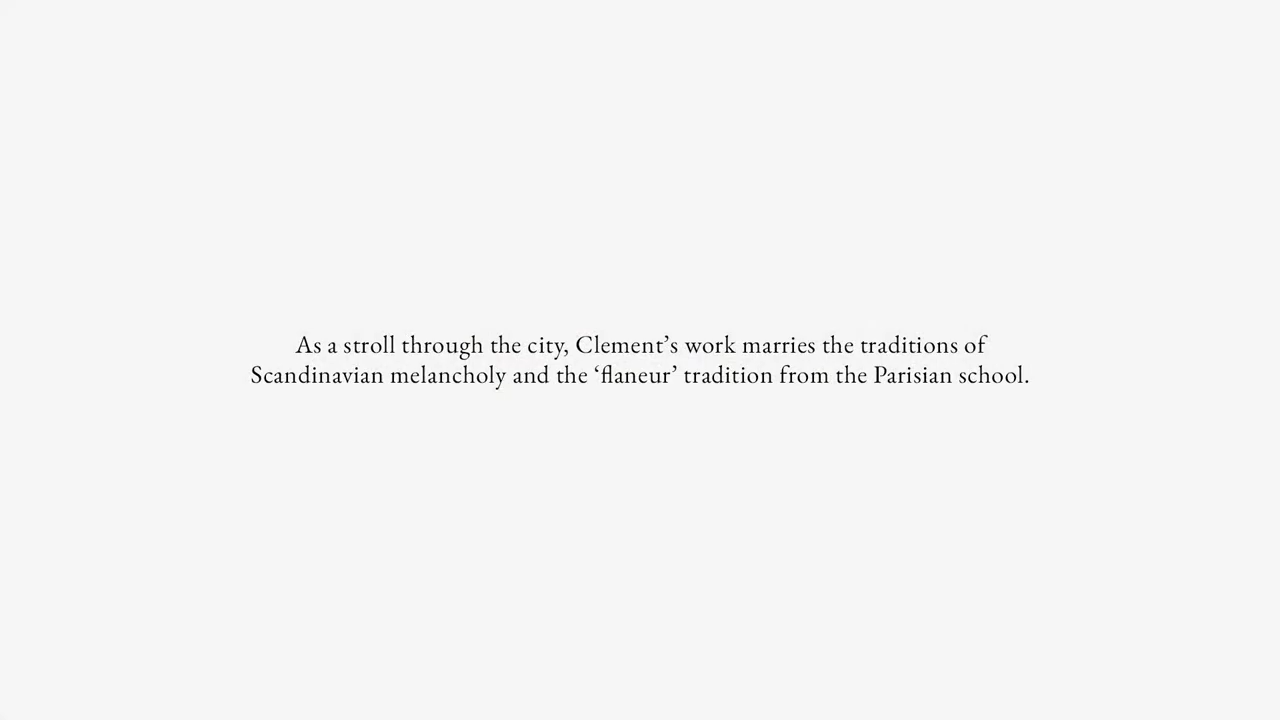 As a stroll through the city, Clement’s work marries the traditions of
Scandinavian melancholy and the ‘flaneur’ tradition from the Parisian school.